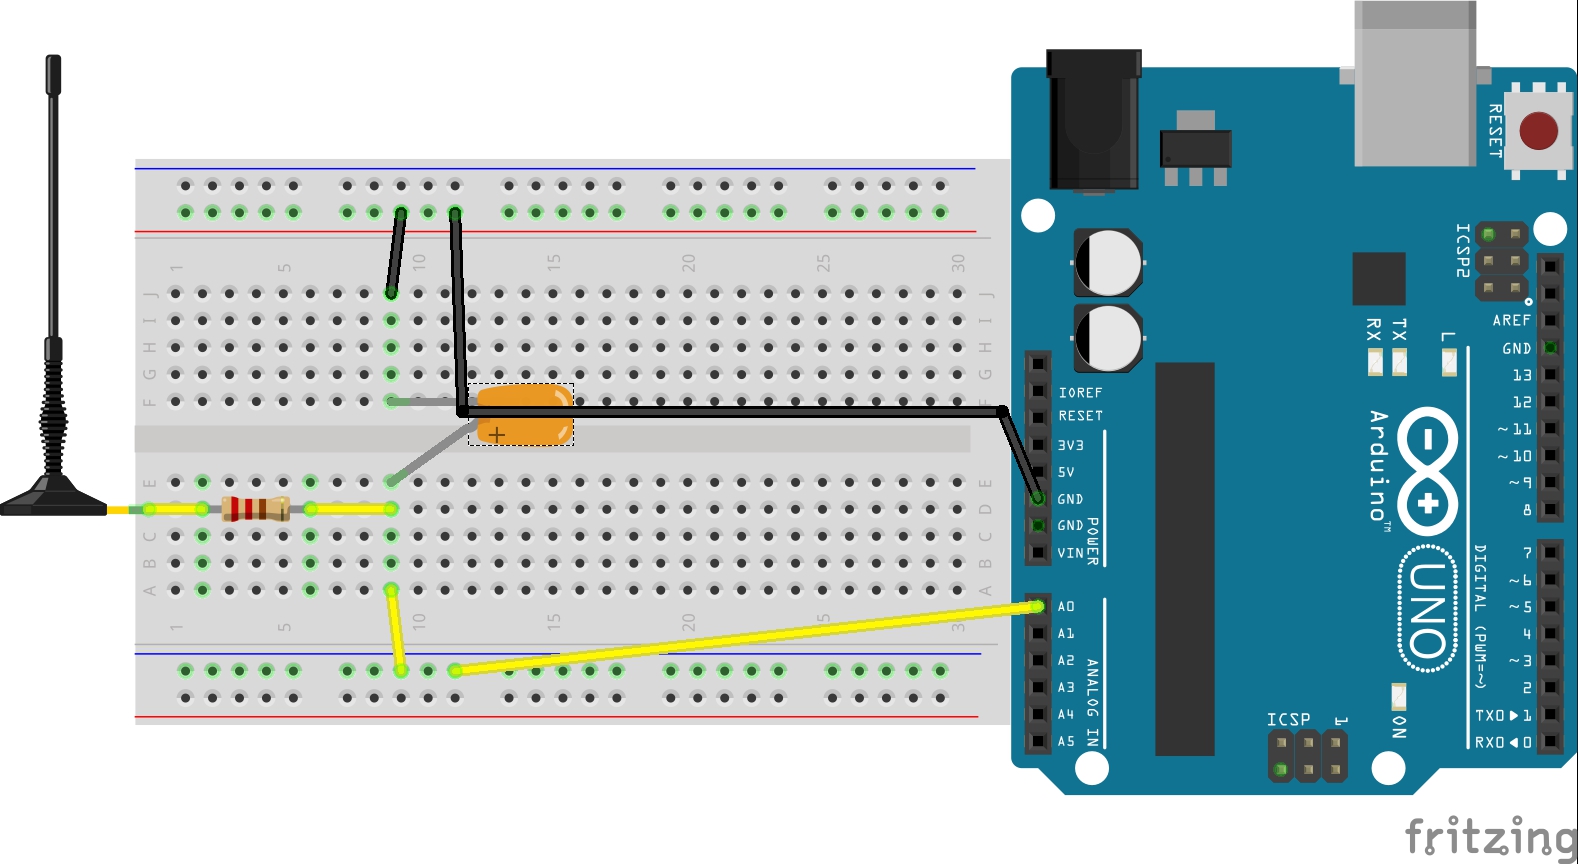 1 5 10 15 20 25 30
J J
I I
H H
G G
F
+
E E
D D
C C
B B
A A
1 5 10 15 20 25 3
RESET
ICSP2
IOREF
RESET
3V3
5V
GND
GND
VIN
POWER
A0
A1
A2
A3
A4
A5
ANALOG IN
RX TX L
AREF
GND
13
12
~11
~10
~9
8
7
~6
~5
4
~3
2
TX0▶1
RX0◀0
DIGITAL (PWM=~)
Arduino™
UNO
ICSP 1
ON
fritzing